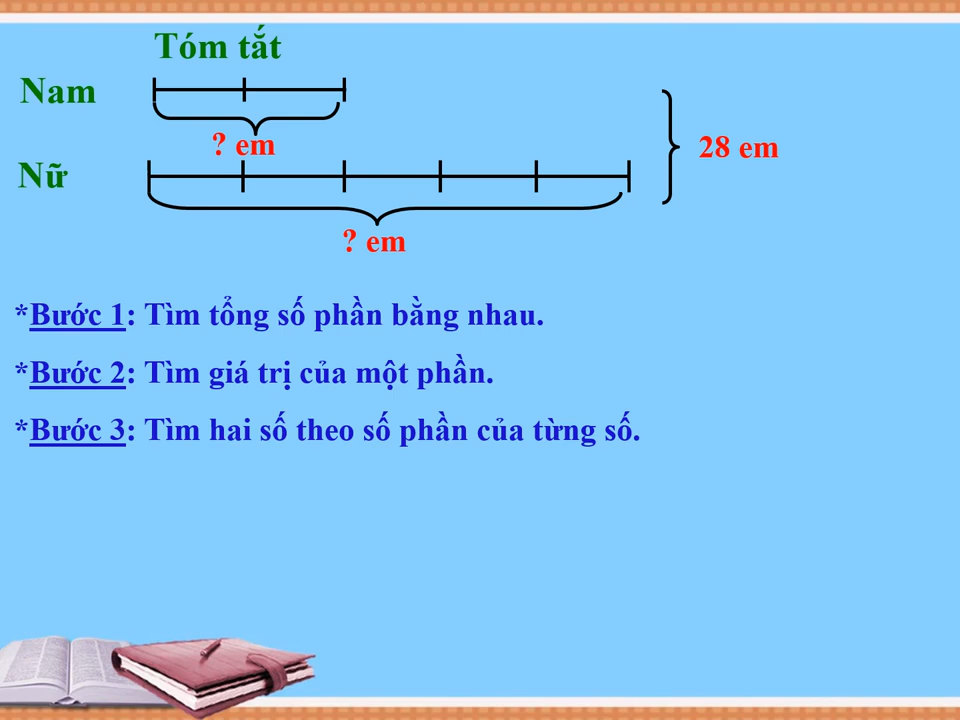 Tóm tắt
Nam
? em
28 em
Nữ
? em
*Bước 1: Tìm tổng số phần bằng nhau.
*Bước 2: Tìm giá trị của một phần.
*Bước 3: Tìm hai số theo số phần của từng số.